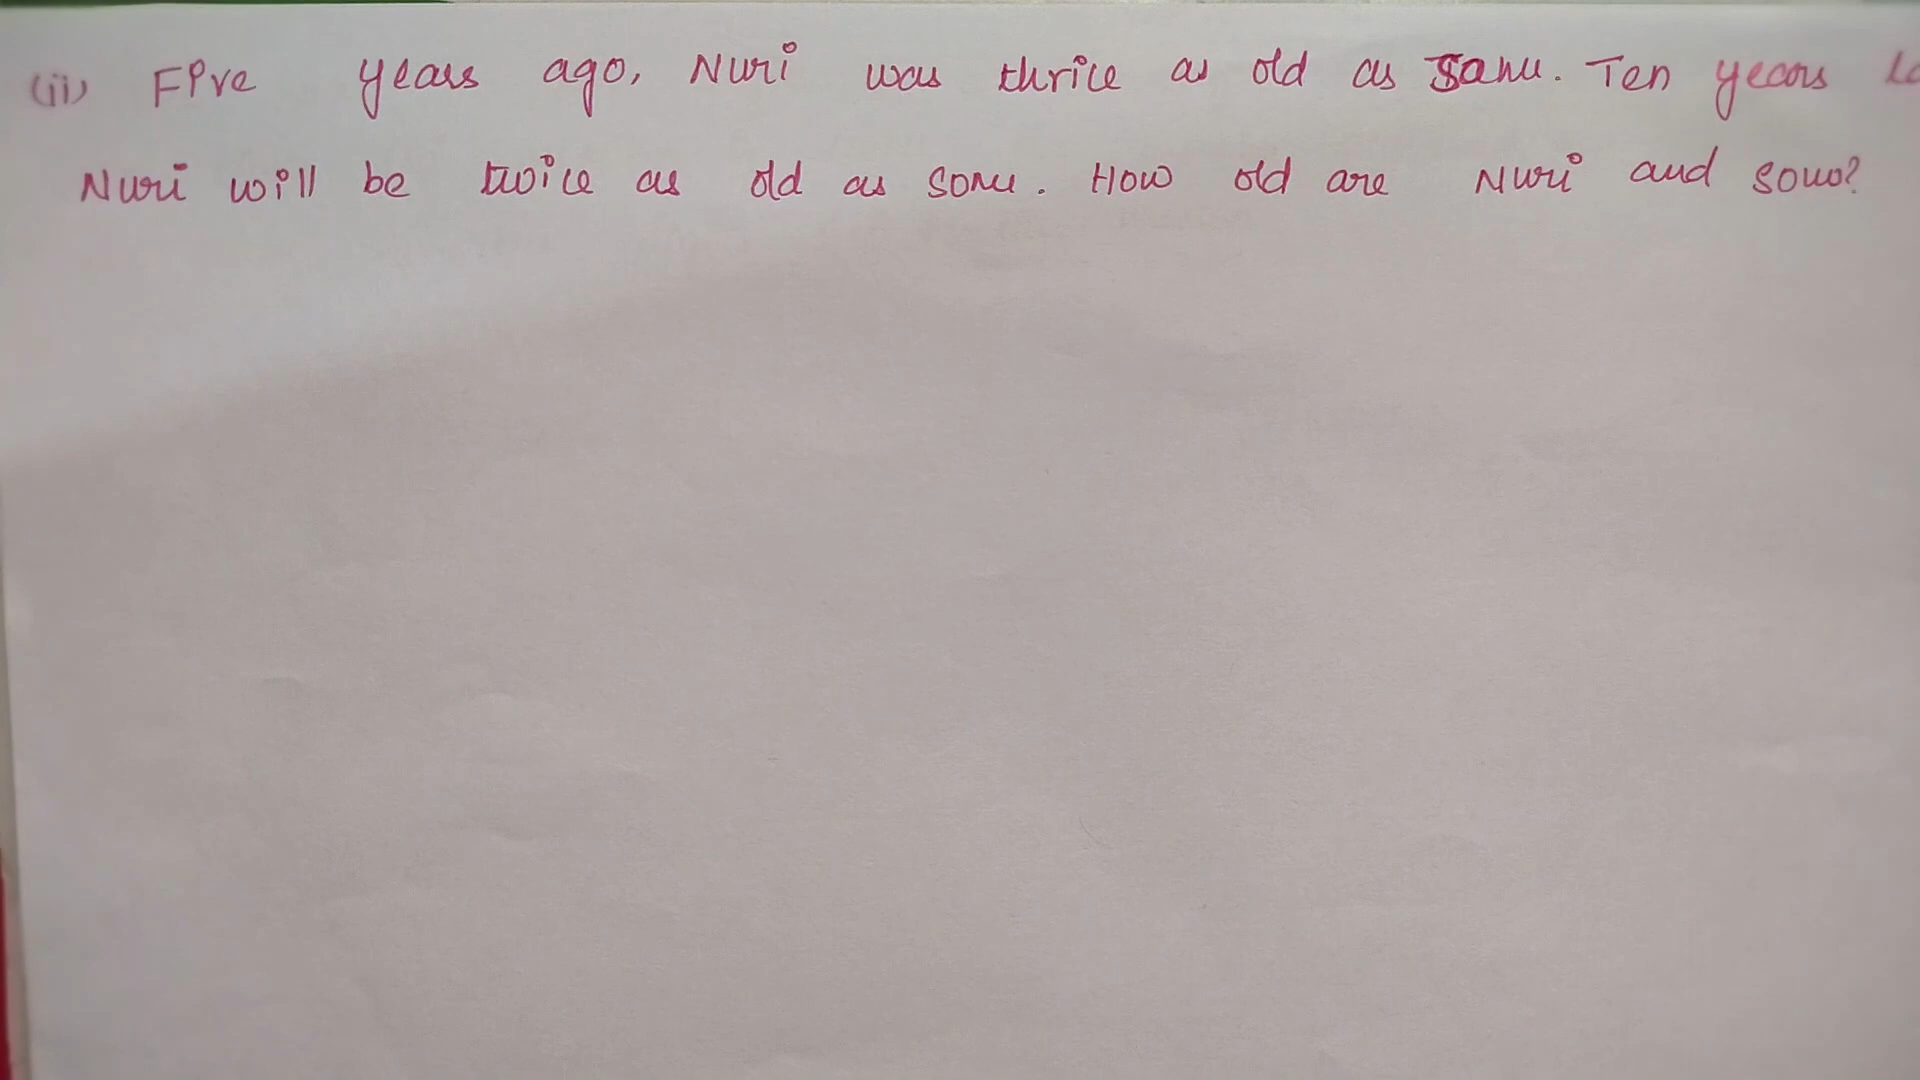 (ii) Five years ago, Nuri was thrice as old as Sanu. Ten years
Nuri will be twice as old as sonu. How old are Nuri and sonu?